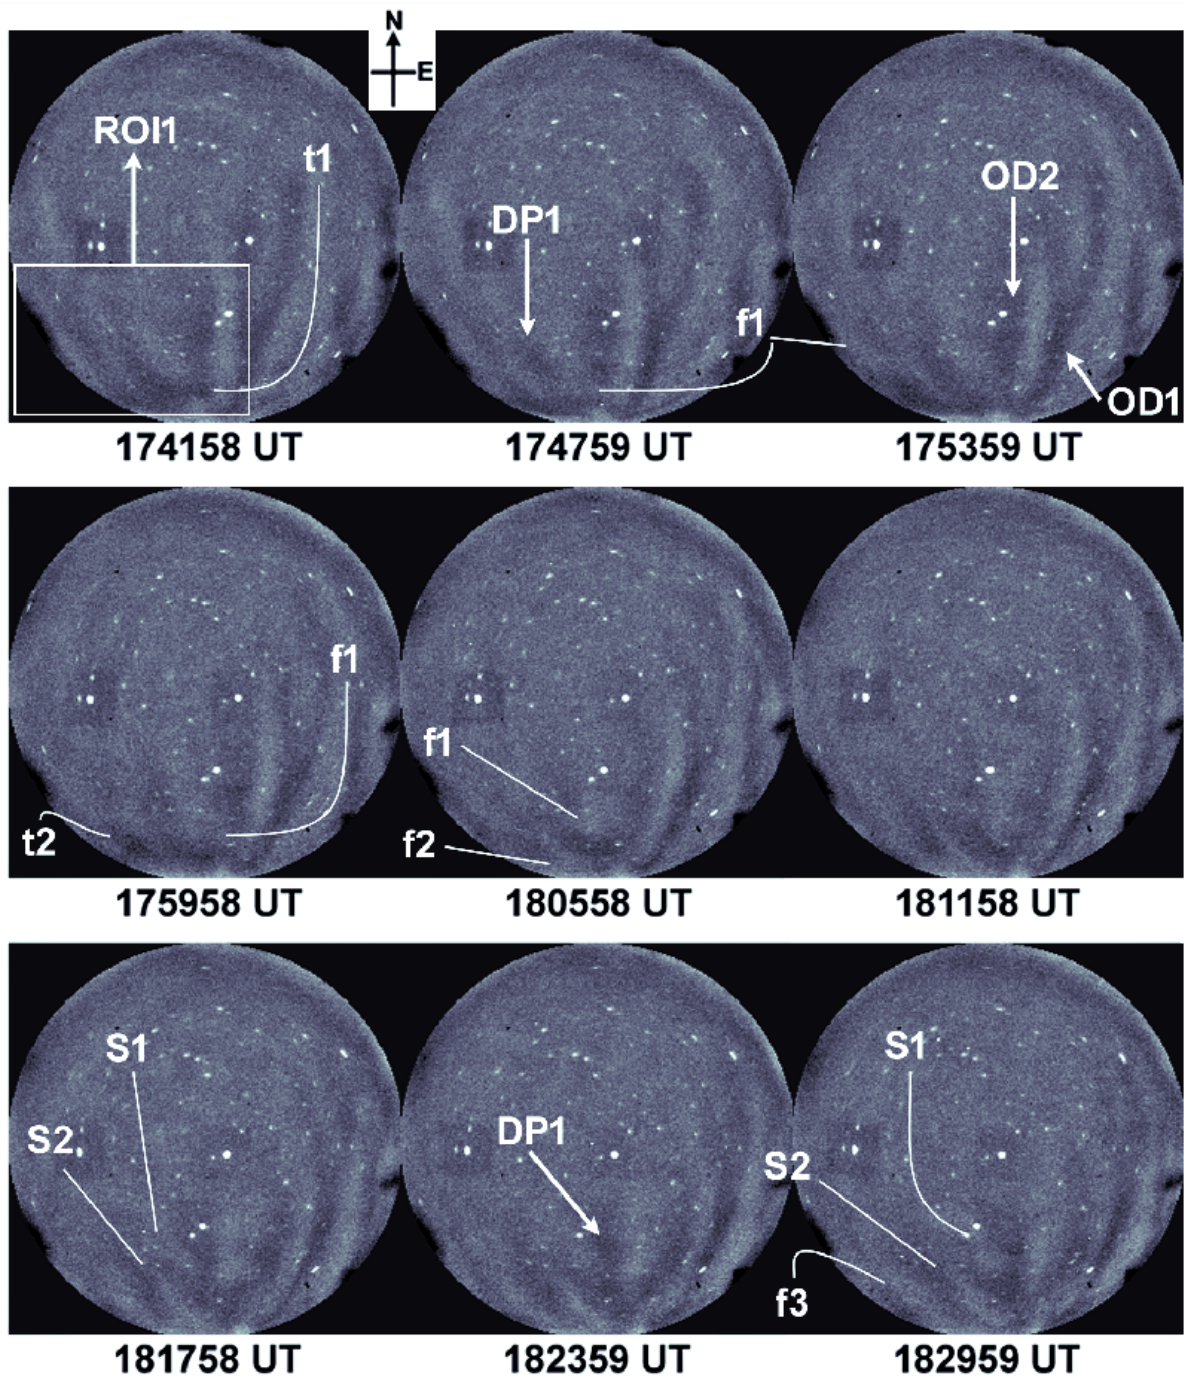 N
E
ROI1
t1
DP1
OD2
f1
OD1
174158 UT
174759 UT
175359 UT
f1
f1
t2
f2
175958 UT
180558 UT
181158 UT
S1
S1
DP1
S2
S2
f3
181758 UT
182359 UT
182959 UT